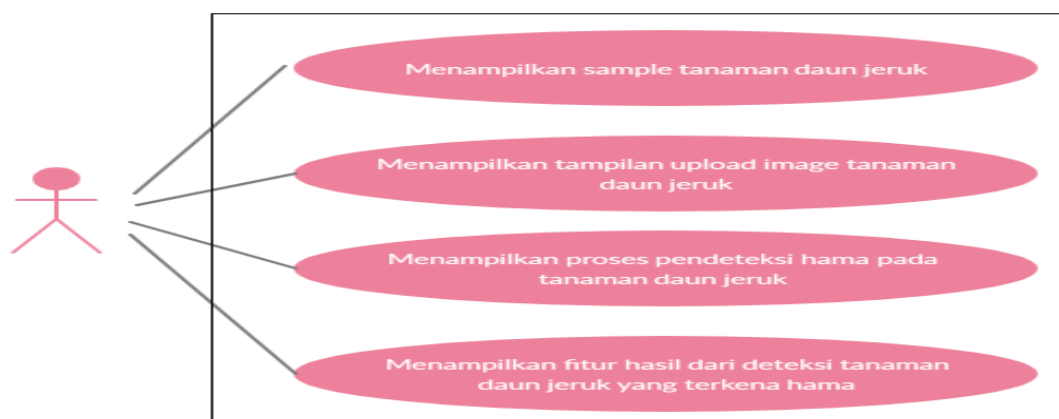 Menampilkan sample tanaman daun jeruk
Menampilkan tampilan upload image tanaman
daun jeruk
Menampilkan proses pendeteksi hama pada
tanaman daun jeruk
Menampilkan fitur hasil dari deteksi tanaman
daun jeruk yang terkena hama